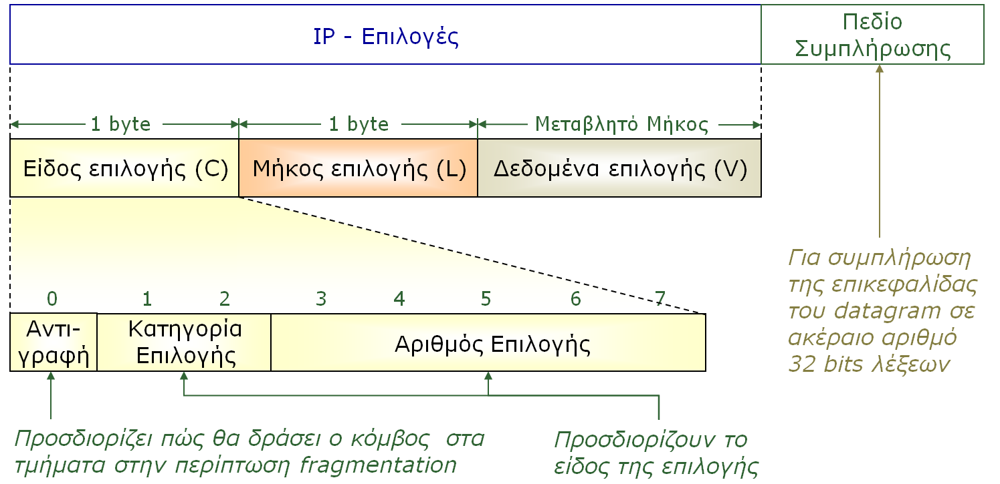 IP - Επιλογές
Πεδίο
Συμπλήρωσης
1 byte
1 byte
Μεταβλητό Μήκος
Είδος επιλογής (C)
Μήκος επιλογής (L)
Δεδομένα επιλογής (V)
Για συμπλήρωση
της επικεφαλίδας
του datagram σε
ακέραιο αριθμό
32 bits λέξεων
0 1 2 3 4 5 6 7
Αντι-
γραφή
Κατηγορία
Επιλογής
Αριθμός Επιλογής
Προσδιορίζει πώς θα δράσει ο κόμβος στα
τμήματα στην περίπτωση fragmentation
Προσδιορίζουν το
είδος της επιλογής